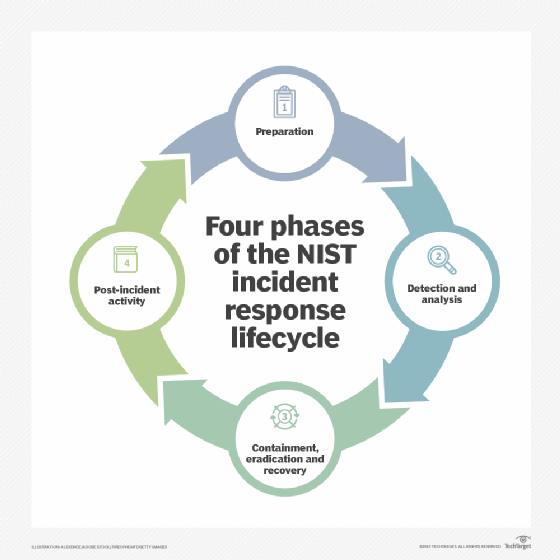 1
Preparation
Four phases
of the NIST
incident
response
lifecycle
2
Detection and
analysis
3
Containment,
eradication and
recovery
4
Post-incident
activity
TechTarget